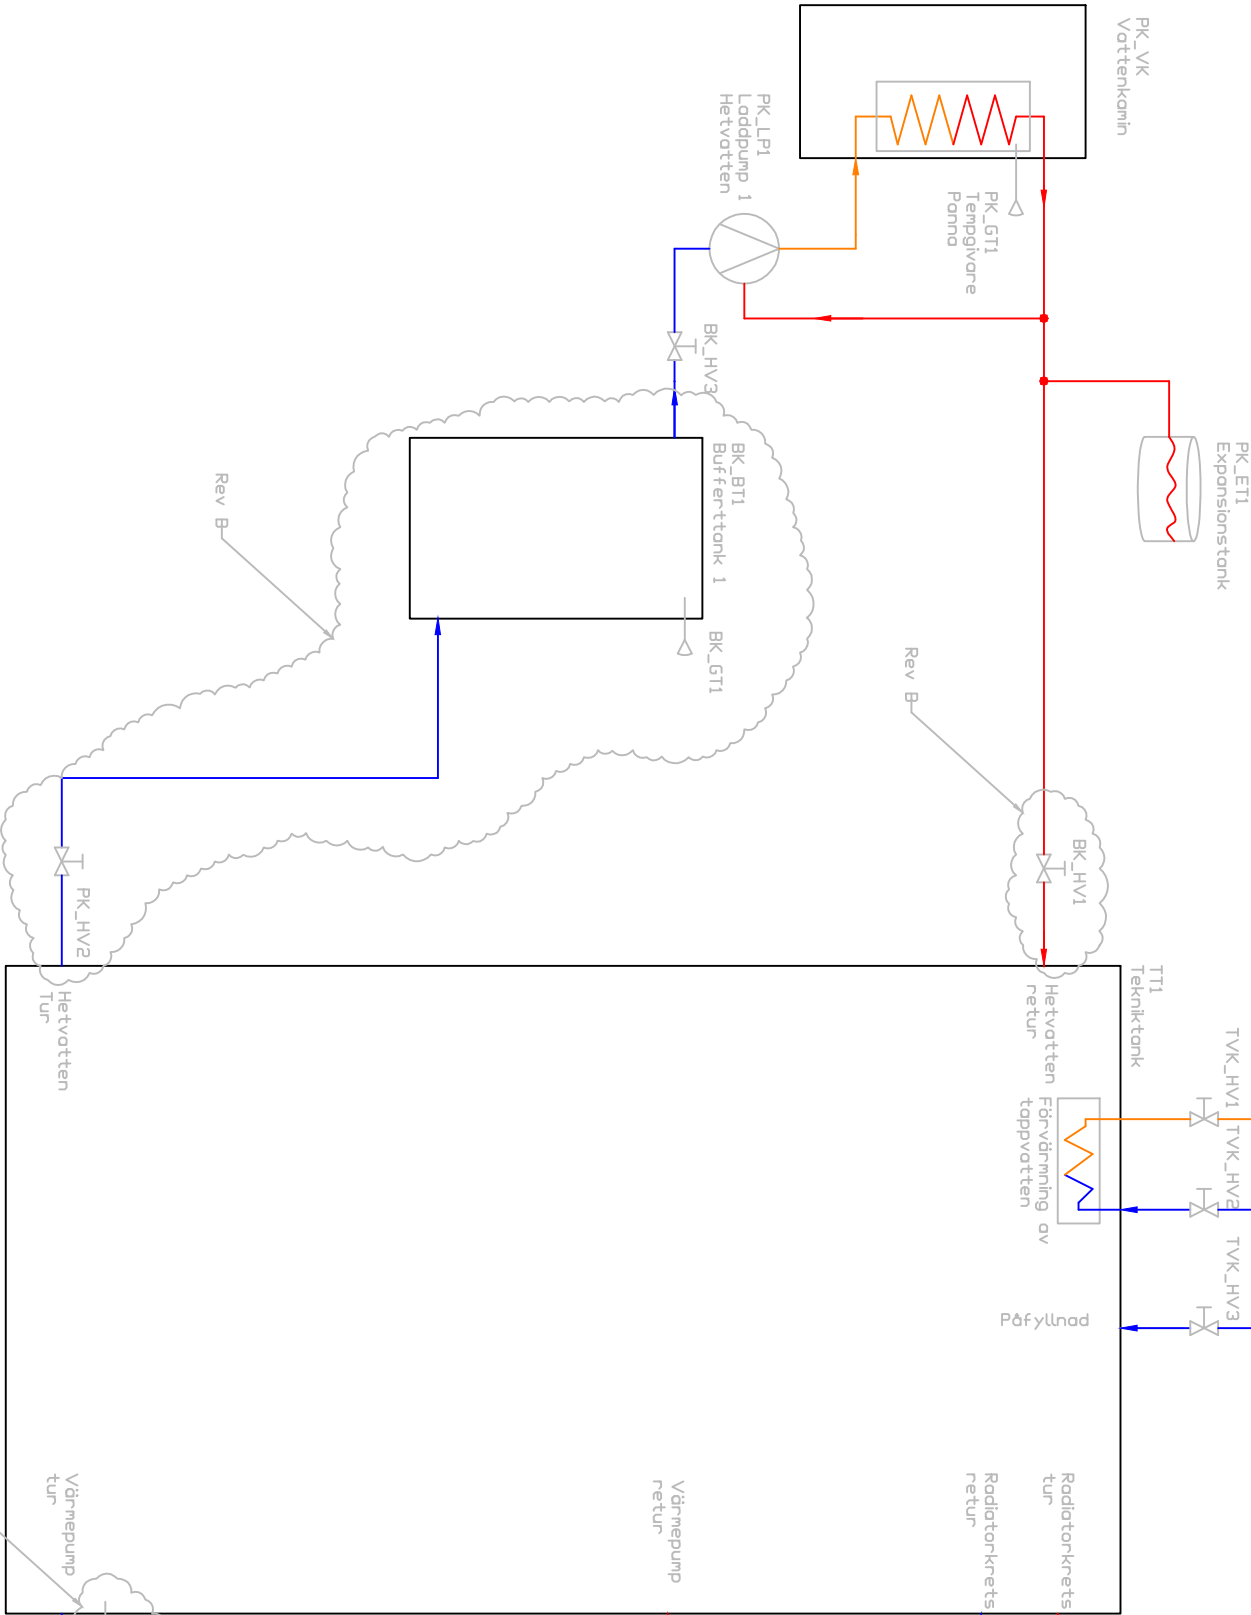 PK_VK
Vattenkamin
PK_LP1
Laddpump 1
Hetvatten
PK_GT1
Tempgivare
Panna
BK_HV3
PK_ET1
Expansionstank
BK_BT1
Bufferttank 1
BK_GT1
Rev B
Rev B
BK_HV1
PK_HV2
Hetvatten
Tur
Hetvatten
retur
TT1
Tekniktank
TVK_HV1
TVK_HV2
TVK_HV3
Förvärmning av
tappvatten
Påfyllnad
Värmepump
tur
Värmepump
retur
Radiatorkrets
retur
Radiatorkrets
tur